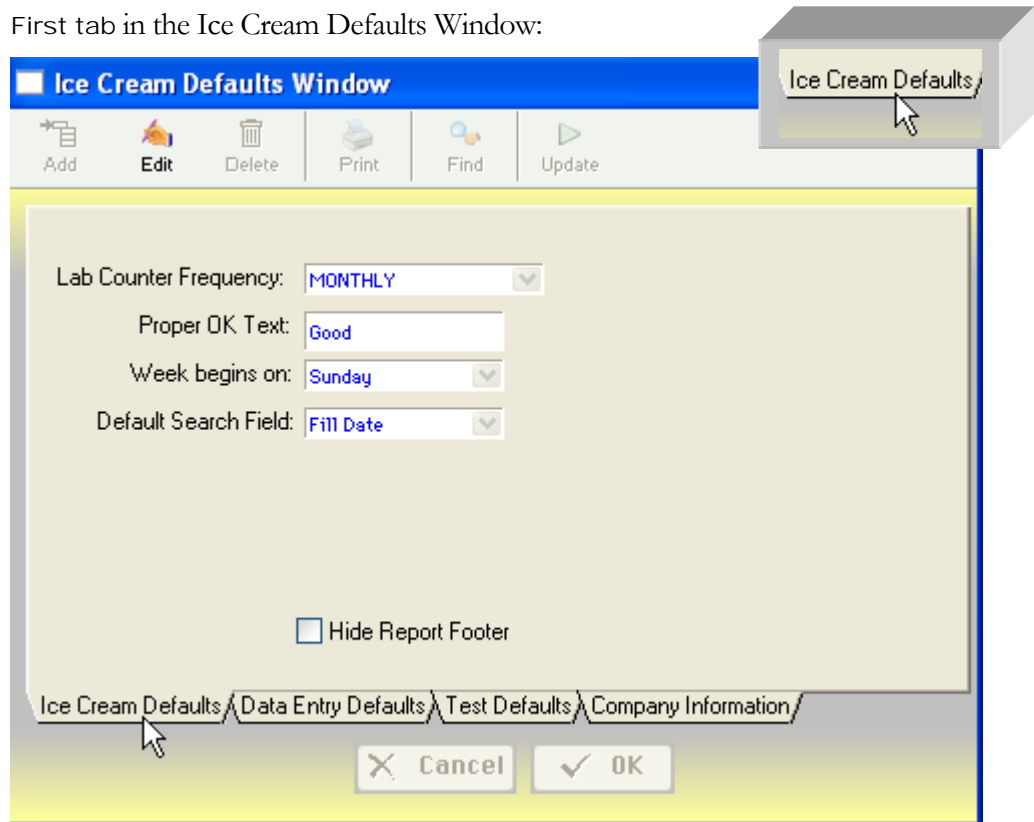 First tab in the Ice Cream Defaults Window:
Ice Cream Defaults
Ice Cream Defaults Window
Add Edit Delete Print Find Update
Lab Counter Frequency: MONTHLY
Proper OK Text: Good
Week begins on: Sunday
Default Search Field: Fill Date
Hide Report Footer
Ice Cream Defaults Data Entry Defaults Test Defaults Company Information
Cancel OK